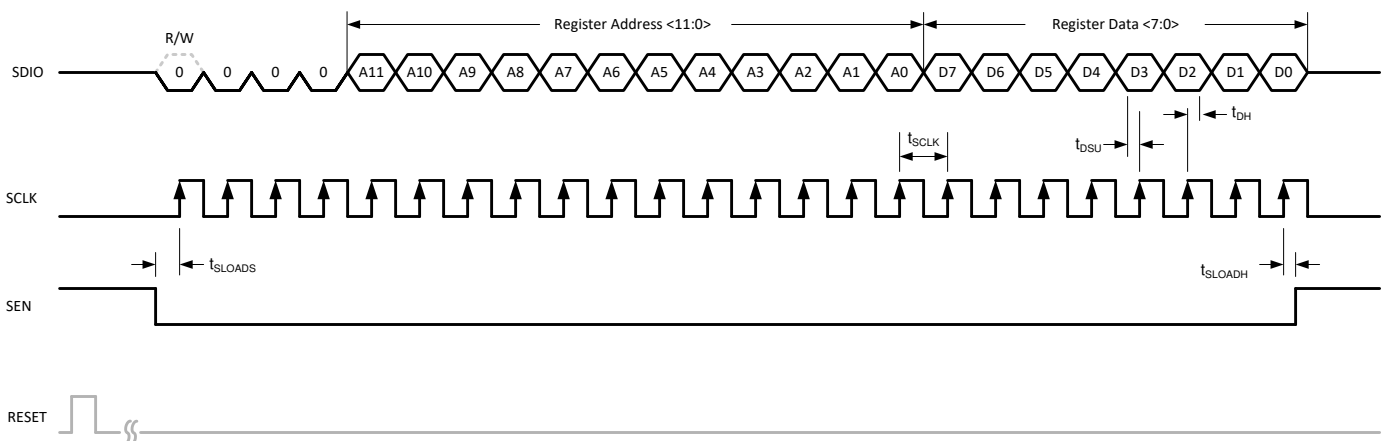 Register Address <11:0> Register Data <7:0>
R/W
SDIO 0 0 0 0 A11 A10 A9 A8 A7 A6 A5 A4 A3 A2 A1 A0 D7 D6 D5 D4 D3 D2 D1 D0
tDH
tSCLK tDSU
SCLK
tSLOADS tSLOADH
SEN
RESET